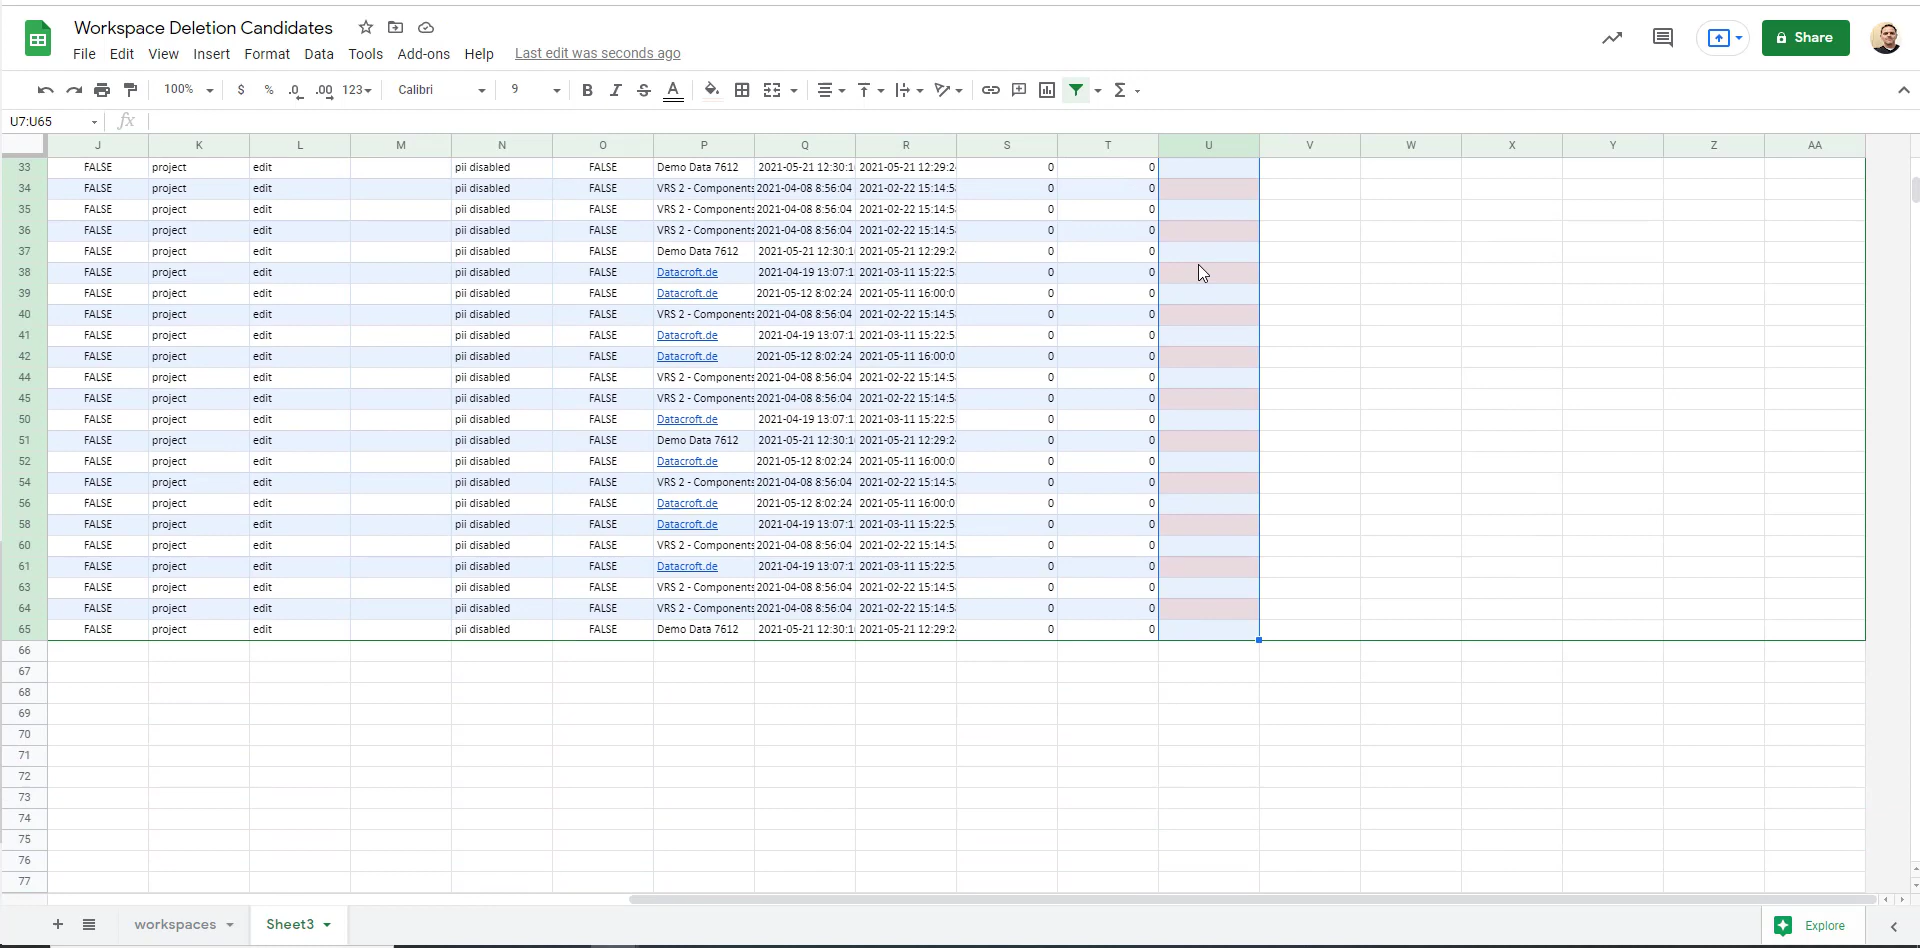 Workspace Deletion Candidates
File Edit View Insert Format Data Tools Add-ons Help Last edit was seconds ago
Share
100% $ % .0 .00 123 Calibri 9 B I S A Σ
U7:U65 fx
J K L M N O P Q R S T U V W X Y Z AA
33 FALSE project edit pii disabled FALSE Demo Data 7612 2021-05-21 12:30:1 2021-05-21 12:29:2 0 0
34 FALSE project edit pii disabled FALSE VRS 2 - Components 2021-04-08 8:56:04 2021-02-22 15:14:5 0 0
35 FALSE project edit pii disabled FALSE VRS 2 - Components 2021-04-08 8:56:04 2021-02-22 15:14:5 0 0
36 FALSE project edit pii disabled FALSE VRS 2 - Components 2021-04-08 8:56:04 2021-02-22 15:14:5 0 0
37 FALSE project edit pii disabled FALSE Demo Data 7612 2021-05-21 12:30:1 2021-05-21 12:29:2 0 0
38 FALSE project edit pii disabled FALSE Datacroft.de 2021-04-19 13:07:1 2021-03-11 15:22:5 0 0
39 FALSE project edit pii disabled FALSE Datacroft.de 2021-05-12 8:02:24 2021-05-11 16:00:0 0 0
40 FALSE project edit pii disabled FALSE VRS 2 - Components 2021-04-08 8:56:04 2021-02-22 15:14:5 0 0
41 FALSE project edit pii disabled FALSE Datacroft.de 2021-04-19 13:07:1 2021-03-11 15:22:5 0 0
42 FALSE project edit pii disabled FALSE Datacroft.de 2021-05-12 8:02:24 2021-05-11 16:00:0 0 0
44 FALSE project edit pii disabled FALSE VRS 2 - Components 2021-04-08 8:56:04 2021-02-22 15:14:5 0 0
45 FALSE project edit pii disabled FALSE VRS 2 - Components 2021-04-08 8:56:04 2021-02-22 15:14:5 0 0
50 FALSE project edit pii disabled FALSE Datacroft.de 2021-04-19 13:07:1 2021-03-11 15:22:5 0 0
51 FALSE project edit pii disabled FALSE Demo Data 7612 2021-05-21 12:30:1 2021-05-21 12:29:2 0 0
52 FALSE project edit pii disabled FALSE Datacroft.de 2021-05-12 8:02:24 2021-05-11 16:00:0 0 0
54 FALSE project edit pii disabled FALSE VRS 2 - Components 2021-04-08 8:56:04 2021-02-22 15:14:5 0 0
56 FALSE project edit pii disabled FALSE Datacroft.de 2021-05-12 8:02:24 2021-05-11 16:00:0 0 0
58 FALSE project edit pii disabled FALSE Datacroft.de 2021-04-19 13:07:1 2021-03-11 15:22:5 0 0
60 FALSE project edit pii disabled FALSE VRS 2 - Components 2021-04-08 8:56:04 2021-02-22 15:14:5 0 0
61 FALSE project edit pii disabled FALSE Datacroft.de 2021-04-19 13:07:1 2021-03-11 15:22:5 0 0
63 FALSE project edit pii disabled FALSE VRS 2 - Components 2021-04-08 8:56:04 2021-02-22 15:14:5 0 0
64 FALSE project edit pii disabled FALSE VRS 2 - Components 2021-04-08 8:56:04 2021-02-22 15:14:5 0 0
65 FALSE project edit pii disabled FALSE Demo Data 7612 2021-05-21 12:30:1 2021-05-21 12:29:2 0 0
66
67
68
69
70
71
72
73
74
75
76
77
workspaces Sheet3 Explore